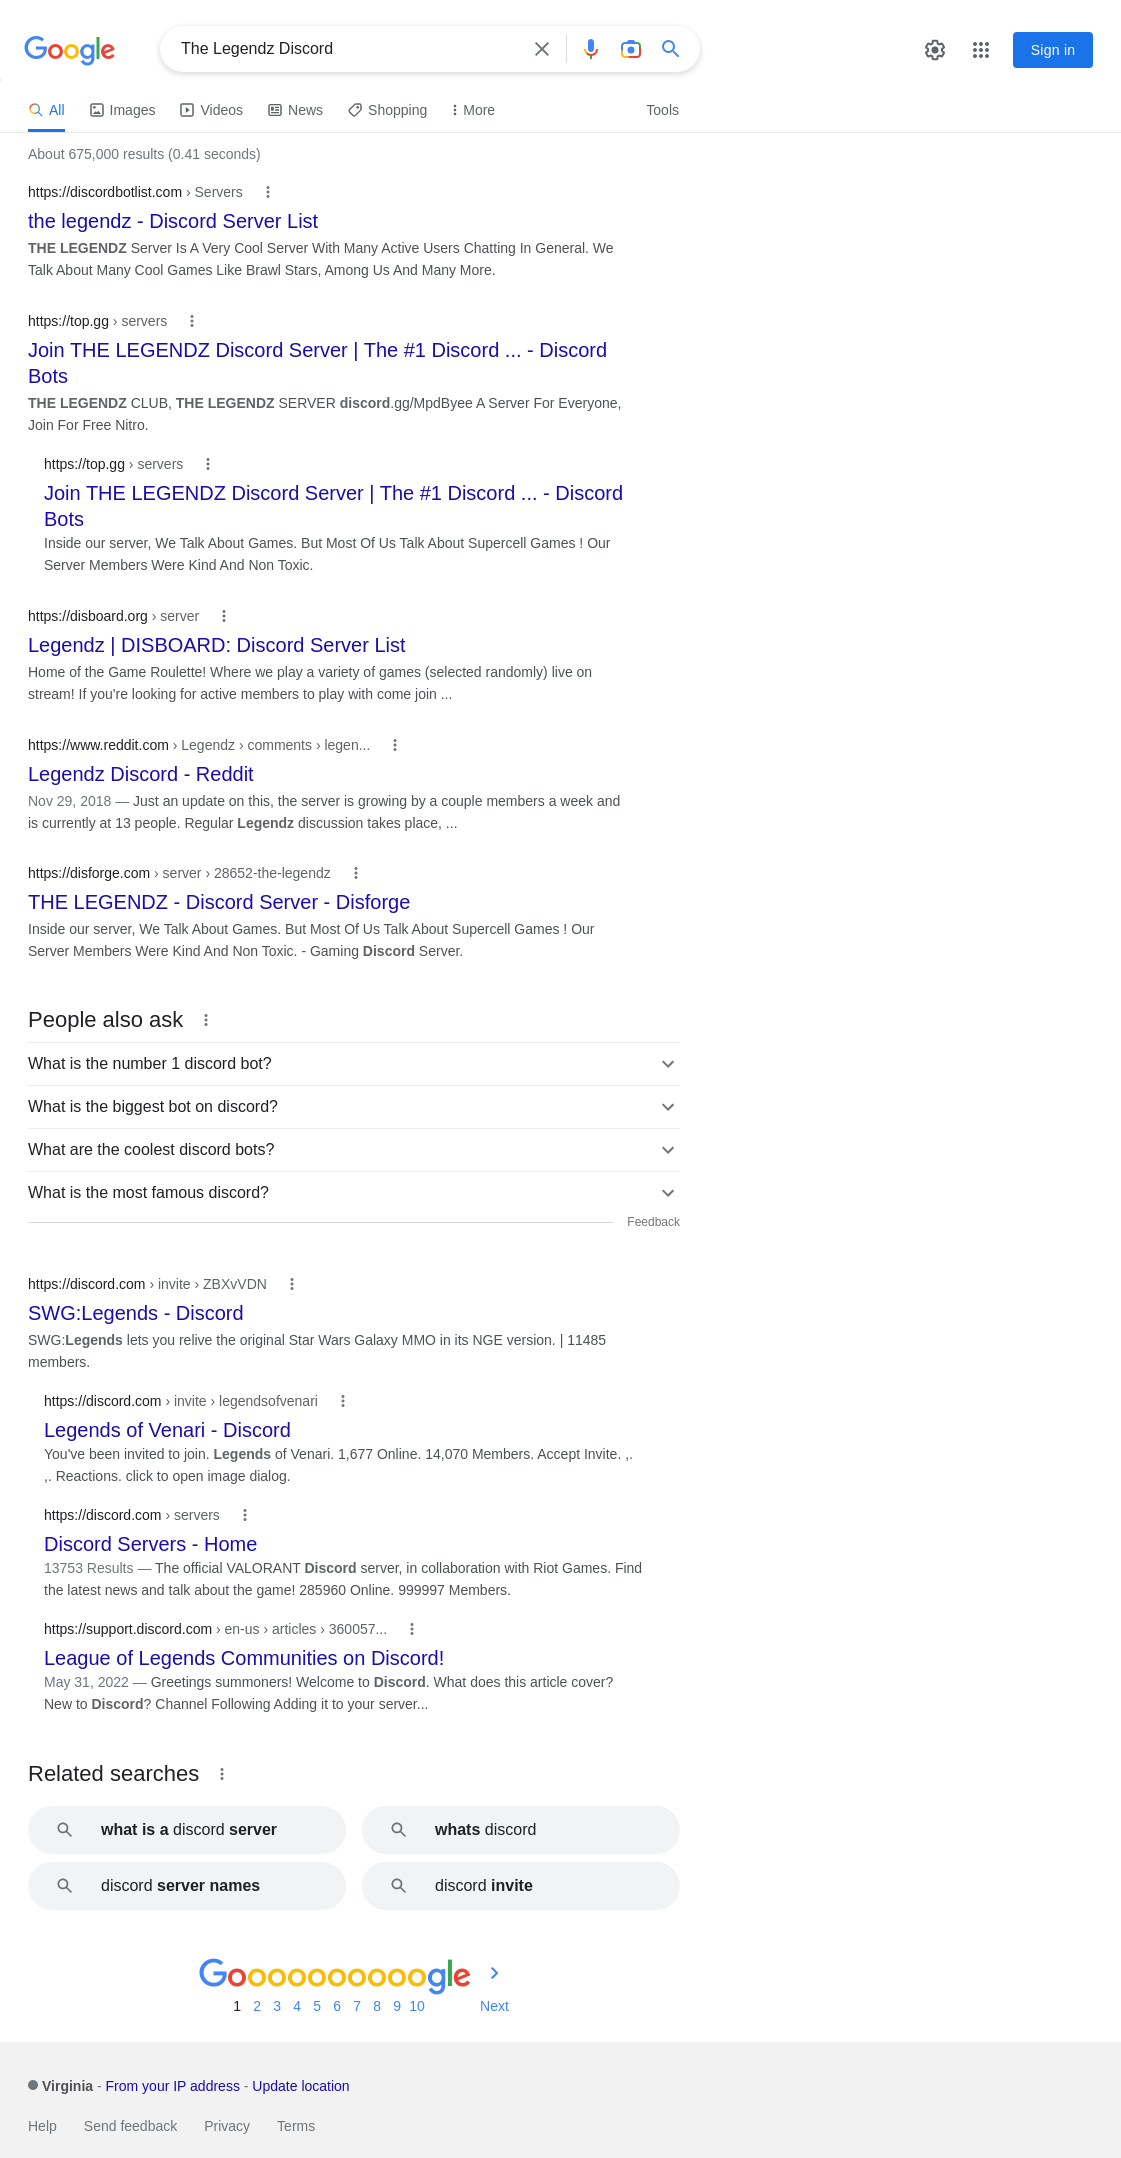 Google
The Legendz Discord
Sign in
All Images Videos News Shopping More Tools
About 675,000 results (0.41 seconds)
https://discordbotlist.com › Servers
the legendz - Discord Server List
THE LEGENDZ Server Is A Very Cool Server With Many Active Users Chatting In General. We
Talk About Many Cool Games Like Brawl Stars, Among Us And Many More.
https://top.gg › servers
Join THE LEGENDZ Discord Server | The #1 Discord ... - Discord
Bots
THE LEGENDZ CLUB, THE LEGENDZ SERVER discord.gg/MpdByee A Server For Everyone,
Join For Free Nitro.
https://top.gg › servers
Join THE LEGENDZ Discord Server | The #1 Discord ... - Discord
Bots
Inside our server, We Talk About Games. But Most Of Us Talk About Supercell Games ! Our
Server Members Were Kind And Non Toxic.
https://disboard.org › server
Legendz | DISBOARD: Discord Server List
Home of the Game Roulette! Where we play a variety of games (selected randomly) live on
stream! If you're looking for active members to play with come join ...
https://www.reddit.com › Legendz › comments › legen...
Legendz Discord - Reddit
Nov 29, 2018 — Just an update on this, the server is growing by a couple members a week and
is currently at 13 people. Regular Legendz discussion takes place, ...
https://disforge.com › server › 28652-the-legendz
THE LEGENDZ - Discord Server - Disforge
Inside our server, We Talk About Games. But Most Of Us Talk About Supercell Games ! Our
Server Members Were Kind And Non Toxic. - Gaming Discord Server.
People also ask
What is the number 1 discord bot?
What is the biggest bot on discord?
What are the coolest discord bots?
What is the most famous discord?
Feedback
https://discord.com › invite › ZBXvVDN
SWG:Legends - Discord
SWG:Legends lets you relive the original Star Wars Galaxy MMO in its NGE version. | 11485
members.
https://discord.com › invite › legendsofvenari
Legends of Venari - Discord
You've been invited to join. Legends of Venari. 1,677 Online. 14,070 Members. Accept Invite. ,.
,. Reactions. click to open image dialog.
https://discord.com › servers
Discord Servers - Home
13753 Results — The official VALORANT Discord server, in collaboration with Riot Games. Find
the latest news and talk about the game! 285960 Online. 999997 Members.
https://support.discord.com › en-us › articles › 360057...
League of Legends Communities on Discord!
May 31, 2022 — Greetings summoners! Welcome to Discord. What does this article cover?
New to Discord? Channel Following Adding it to your server...
Related searches
what is a discord server
whats discord
discord server names
discord invite
Goooooooooogle
1 2 3 4 5 6 7 8 9 10 Next
Virginia - From your IP address - Update location
Help Send feedback Privacy Terms